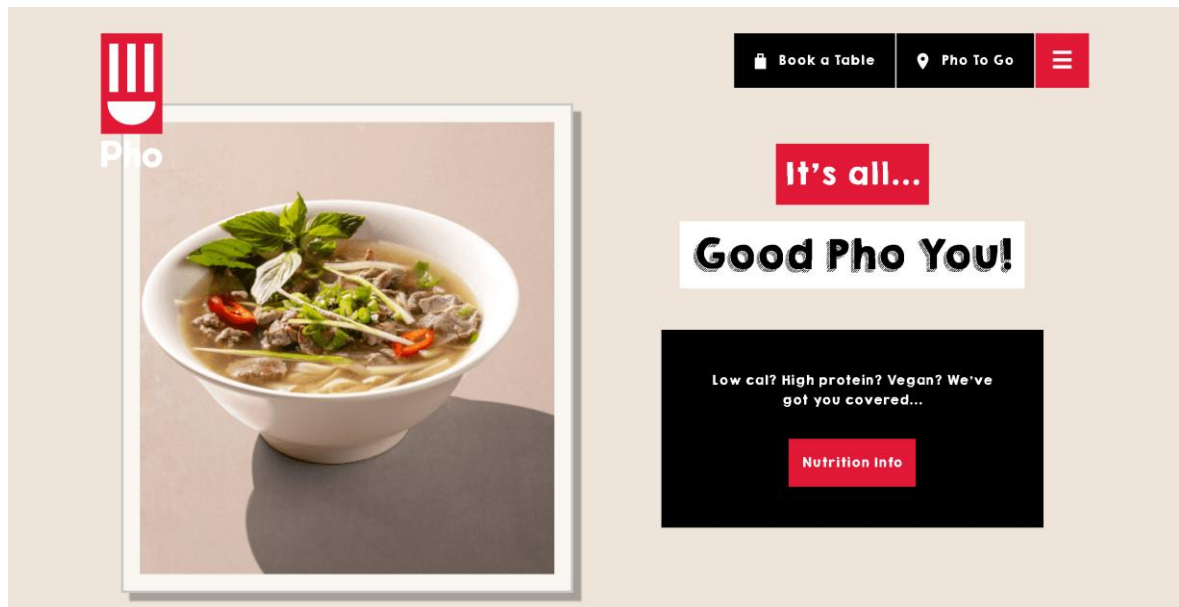 Pho
Book a Table
Pho To Go
It's all...
Good Pho You!
Low cal? High protein? Vegan? We've
got you covered...
Nutrition Info